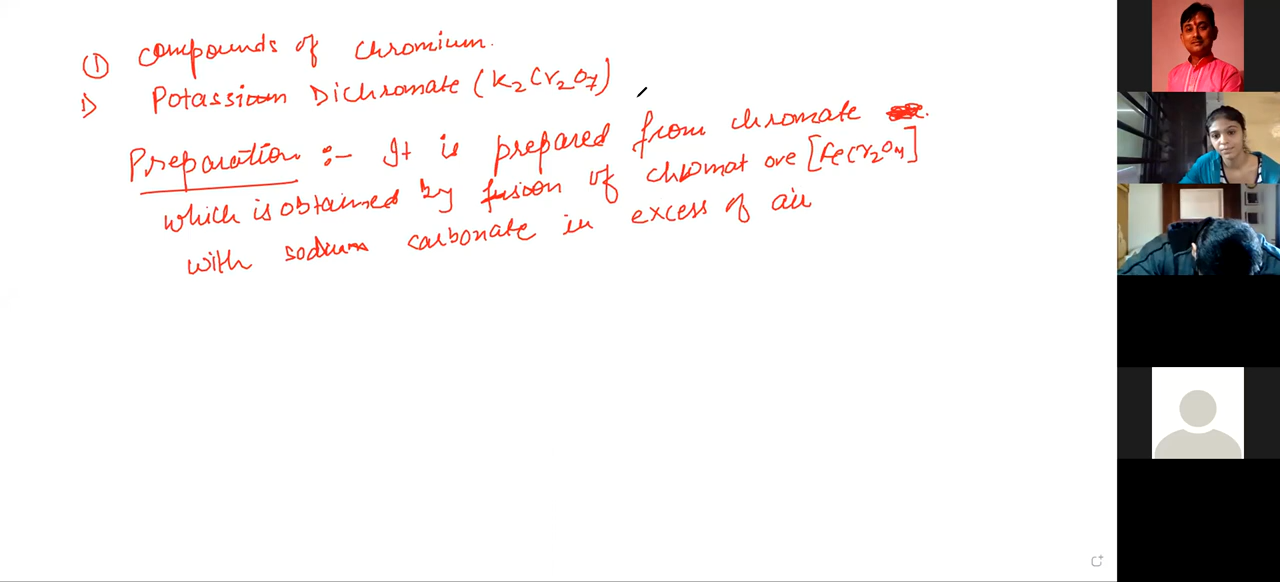 ① Compounds of Chromium.
1) Potassium Dichromate (K2Cr2O7)
Preparation :- It is prepared from chromate
which is obtained by fusion of chromat ore [FeCr2O4]
with sodium carbonate in excess of air